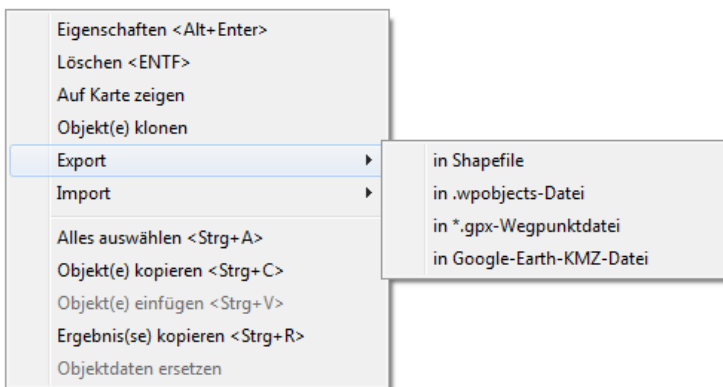 Eigenschaften <Alt+Enter>
Löschen <ENTF>
Auf Karte zeigen
Objekt(e) klonen
Export
Import
Alles auswählen <Strg+A>
Objekt(e) kopieren <Strg+C>
Objekt(e) einfügen <Strg+V>
Ergebnis(se) kopieren <Strg+R>
Objektdaten ersetzen
in Shapefile
in .wpobjects-Datei
in *.gpx-Wegpunktdatei
in Google-Earth-KMZ-Datei